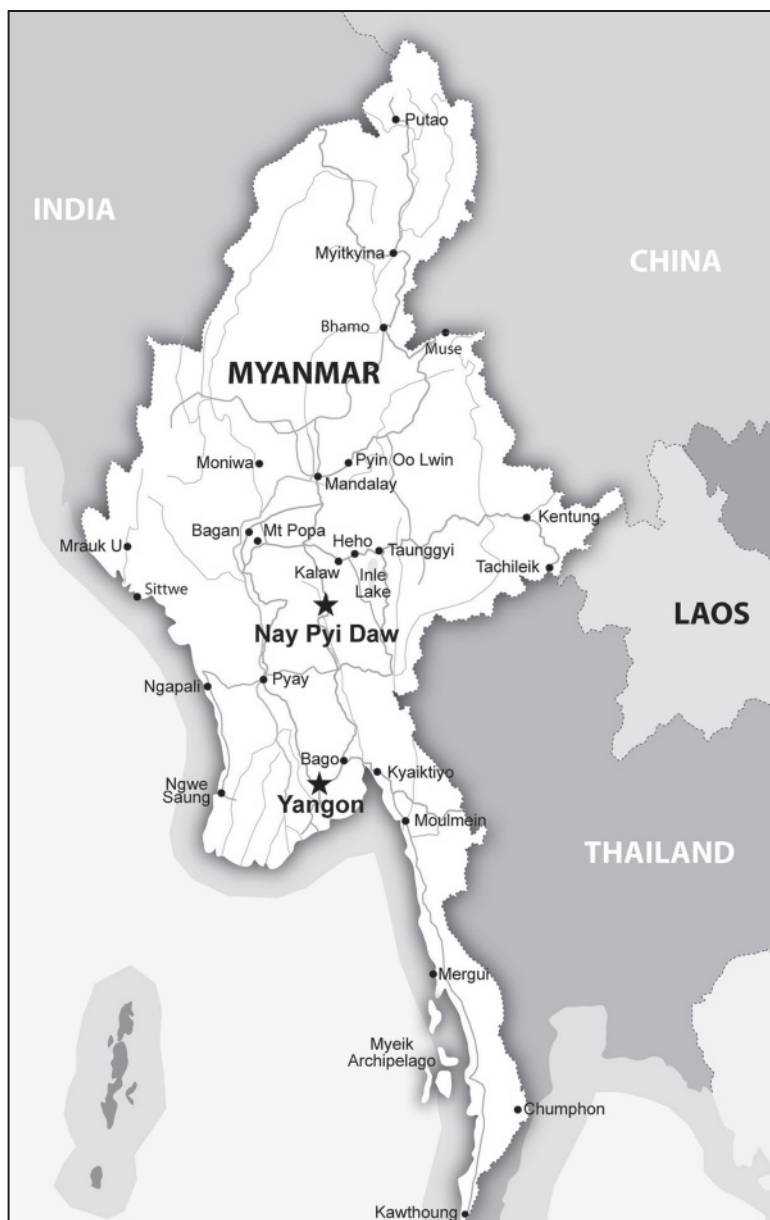 Putao
INDIA
Myitkyina
CHINA
Bhamo
Muse
MYANMAR
Moniwa
Pyin Oo Lwin
Mandalay
Kentung
Bagan
Mt Popa
Heho
Taunggyi
Mrauk U
Kalaw
Inle
Lake
Tachileik
Sittwe
LAOS
Nay Pyi Daw
Pyay
Ngapali
Bago
Kyaiktiyo
Ngwe
Saung
Yangon
Moulmein
THAILAND
Mergui
Myeik
Archipelago
Chumphon
Kawthoung